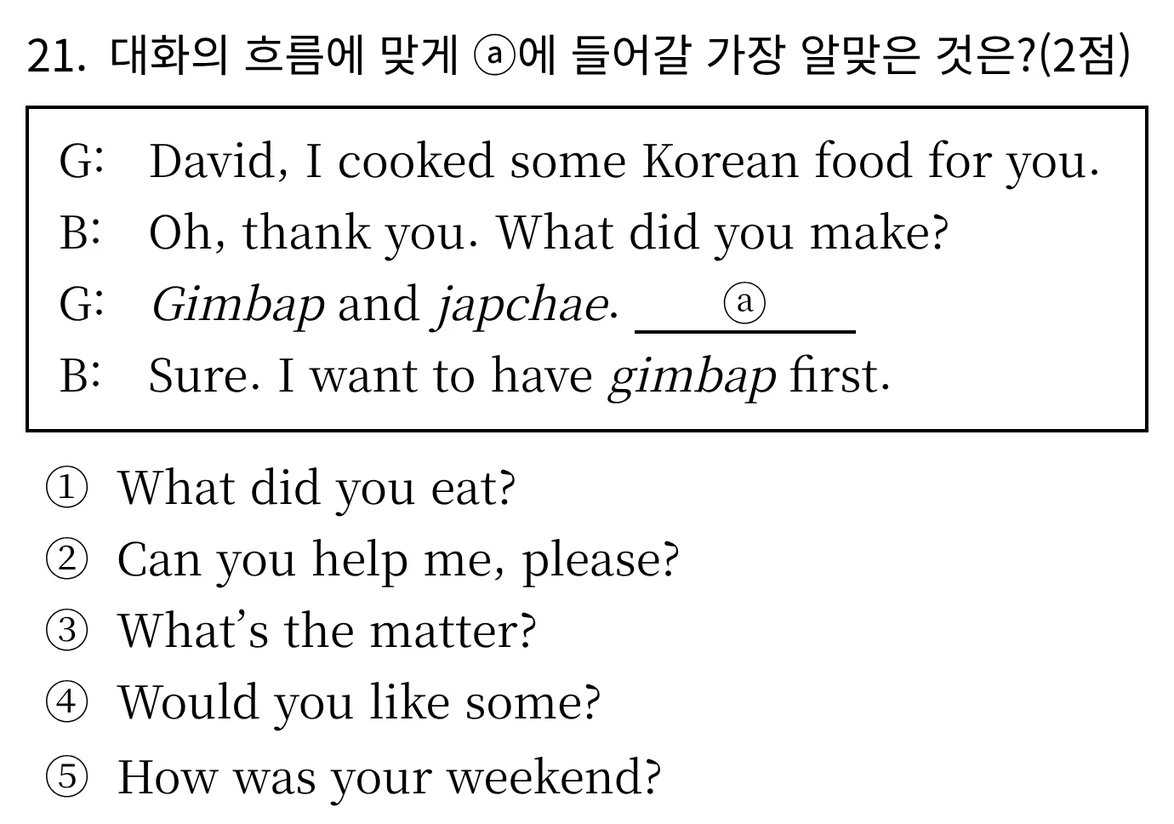 21. 대화의 흐름에 맞게 ⓐ에 들어갈 가장 알맞은 것은?(2점)
G: David, I cooked some Korean food for you.
B: Oh, thank you. What did you make?
G: Gimbap and japchae. ⓐ
B: Sure. I want to have gimbap first.
① What did you eat?
② Can you help me, please?
③ What’s the matter?
④ Would you like some?
⑤ How was your weekend?